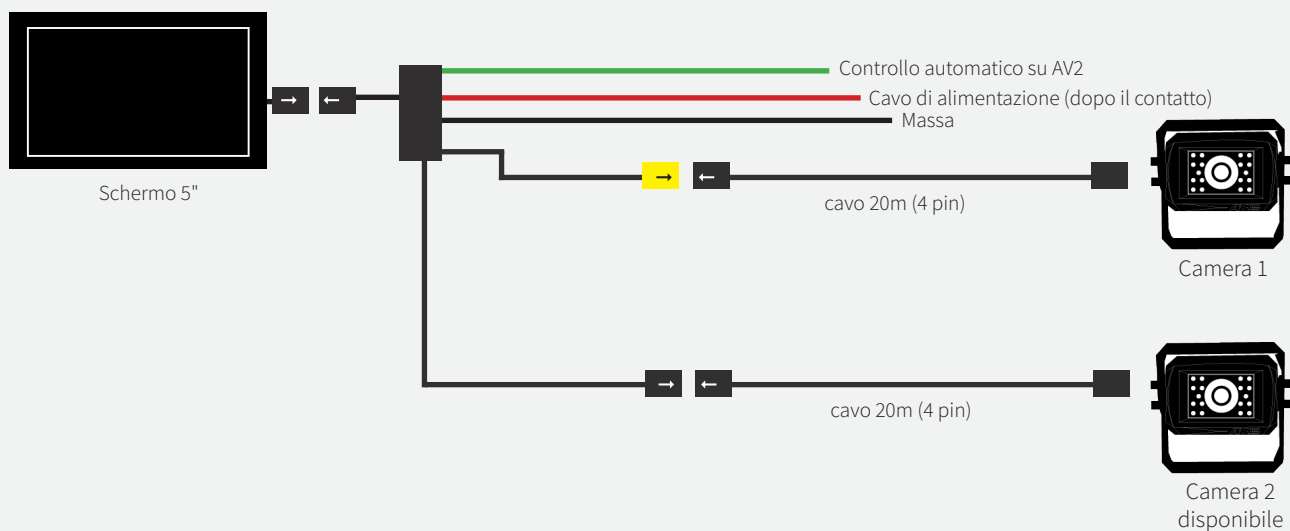 Controllo automatico su AV2
Cavo di alimentazione (dopo il contatto)
Massa
Schermo 5"
cavo 20m (4 pin)
Camera 1
cavo 20m (4 pin)
Camera 2
disponibile